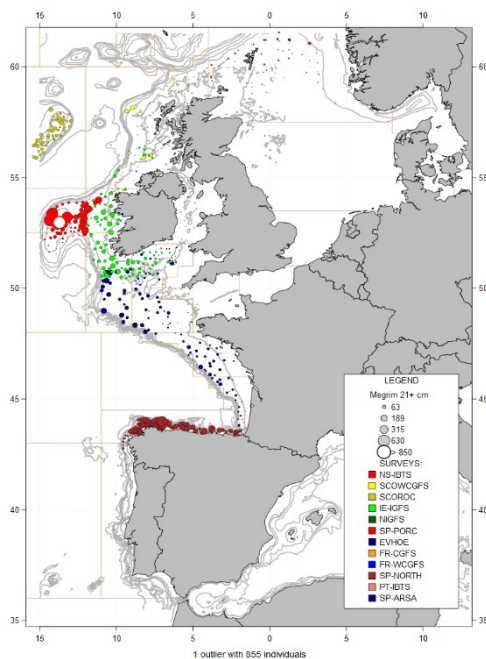 15 10 5 0 5 10
60
55
50
45
40
35
60
55
50
45
40
35
LEGEND
Megrim 21+ cm
63
189
315
630
> 850
SURVEYS:
NS-IBTS
SCOWCGFS
SCOROC
IE-IGFS
NIGFS
SP-PORC
EVHOE
FR-CGFS
FR-WCGFS
SP-NORTH
PT-IBTS
SP-ARSA
15 10 5 0 5 10
1 outlier with 855 individuals